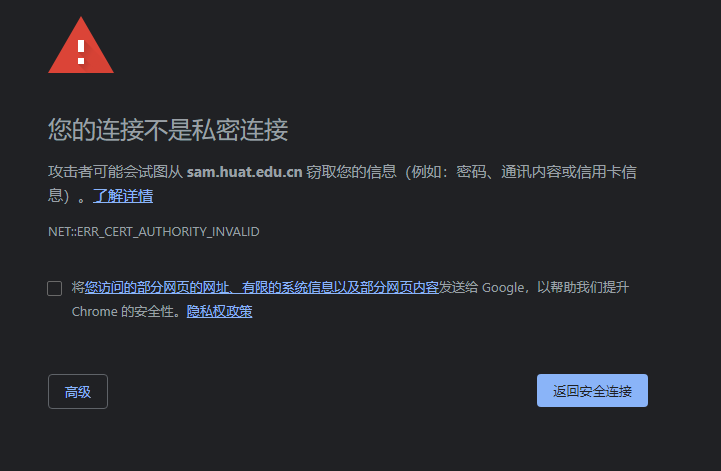 您的连接不是私密连接
攻击者可能会试图从 sam.huat.edu.cn 窃取您的信息（例如：密码、通讯内容或信用卡信
息）。了解详情
NET::ERR_CERT_AUTHORITY_INVALID
将您访问的部分网页的网址、有限的系统信息以及部分网页内容发送给 Google，以帮助我们提升
Chrome 的安全性。隐私权政策
高级
返回安全连接